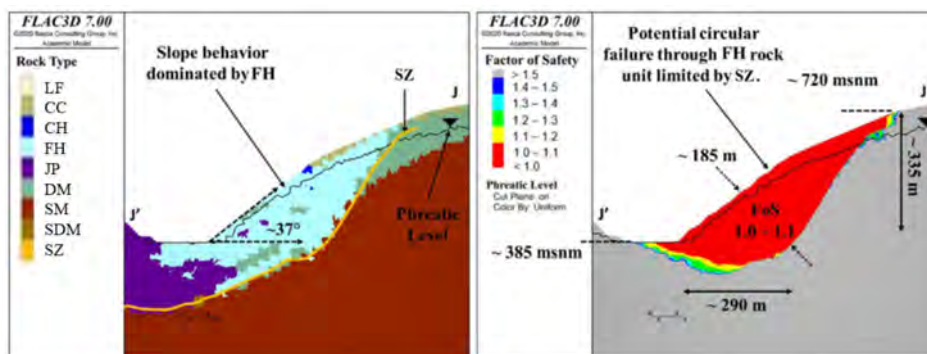 FLAC3D 7.00
©2020 Itasca Consulting Group, Inc.
Academic Model
Rock Type
LF
CC
CH
FH
JP
DM
SM
SDM
SZ
Slope behavior
dominated by FH
SZ
J
J'
~37°
Phreatic
Level
FLAC3D 7.00
©2020 Itasca Consulting Group, Inc.
Academic Model
Factor of Safety
> 1.5
1.4 – 1.5
1.3 – 1.4
1.2 – 1.3
1.1 – 1.2
1.0 – 1.1
< 1.0
Phreatic Level
Cut Plane on
Color By: Uniform
Potential circular
failure through FH rock
unit limited by SZ.
~ 720 msnm
J
~ 185 m
~ 335 m
J'
FoS
1.0 – 1.1
~ 385 msnm
~ 290 m